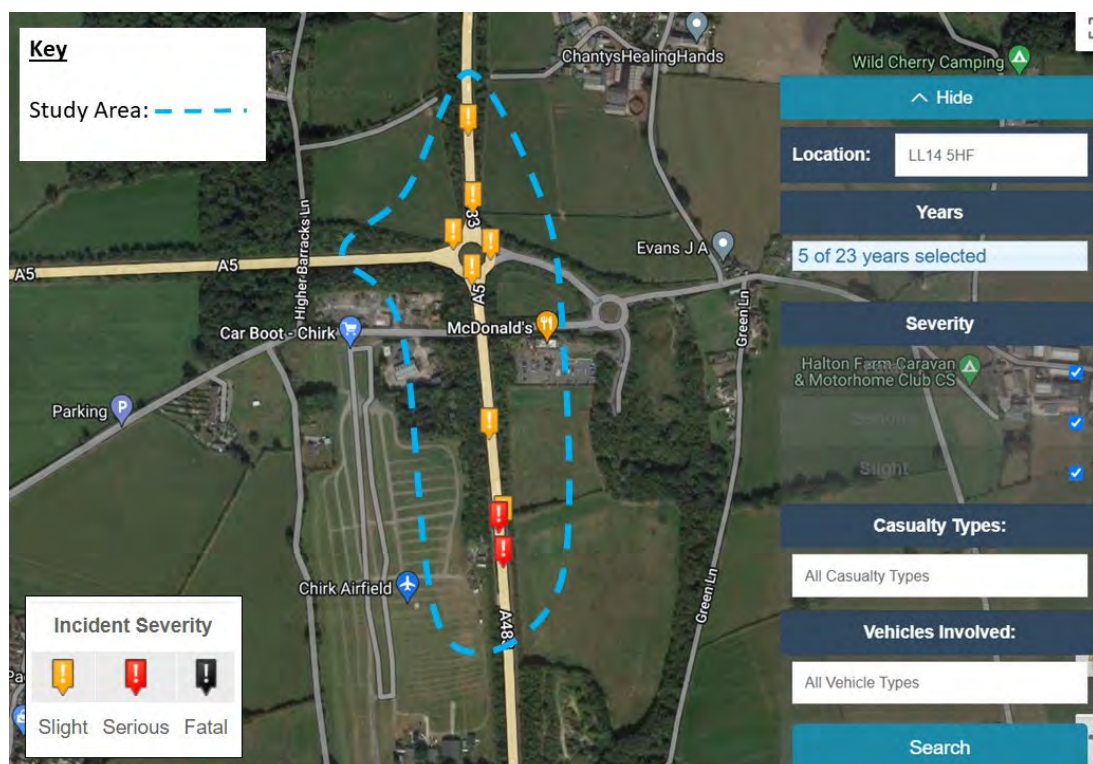 Key
Study Area:
ChantysHealingHands
Wild Cherry Camping
Hide
Location: LL14 5HF
Years
5 of 23 years selected
Severity
Serious
Slight
Casualty Types:
All Casualty Types
Vehicles Involved:
All Vehicle Types
Search
Higher Barracks Ln
33
Evans J A
A5
A5
A5
Car Boot - Chirk
McDonald's
Green Ln
Halton Farm Caravan
& Motorhome Club CS
Parking
P
Chirk Airfield
A483
Green Ln
Incident Severity
Slight Serious Fatal